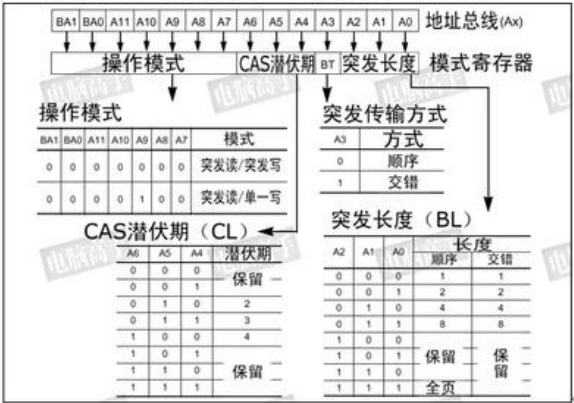 BA1 BA0 A11 A10 A9 A8 A7 A6 A5 A4 A3 A2 A1 A0 地址总线(Ax)
操作模式 CAS潜伏期 BT 突发长度 模式寄存器
操作模式
BA1 BA0 A11 A10 A9 A8 A7 模式
0 0 0 0 0 0 0 突发读/突发写
0 0 0 0 1 0 0 突发读/单一写
突发传输方式
A3 方式
0 顺序
1 交错
CAS潜伏期（CL）
A6 A5 A4 潜伏期
0 0 0 保留
0 0 1
0 1 0 2
0 1 1 3
1 0 0 4
1 0 1 保留
1 1 0
1 1 1
突发长度（BL）
A2 A1 A0 长度
顺序 交错
0 0 0 1 1
0 0 1 2 2
0 1 0 4 4
0 1 1 8 8
1 0 0 保留 保留
1 0 1
1 1 0
1 1 1 全页